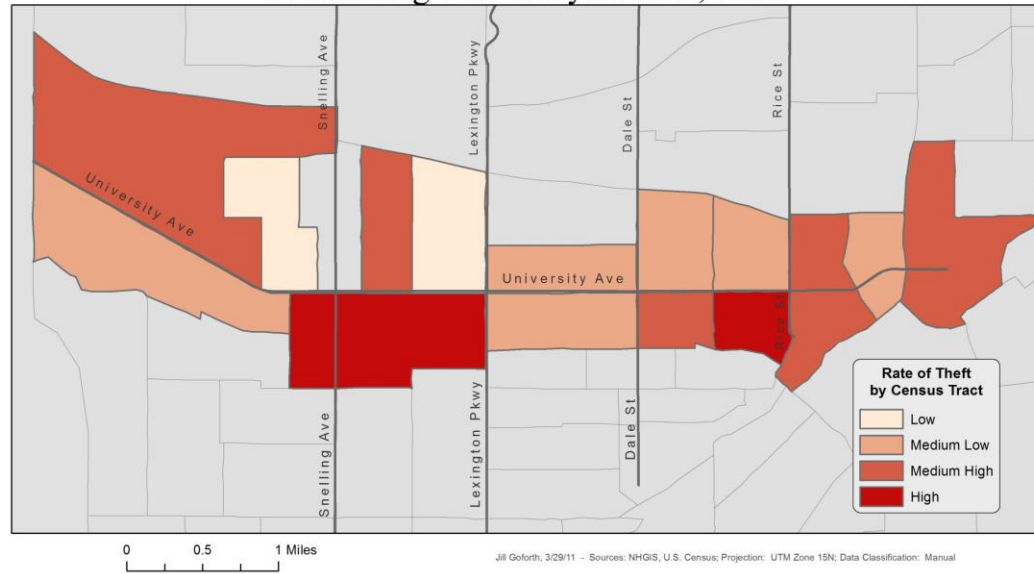 Snelling Ave
Lexington Pkwy
Dale St
Rice St
University Ave
University Ave
Rice St
Snelling Ave
Lexington Pkwy
Dale St
Rate of Theft
by Census Tract
Low
Medium Low
Medium High
High
0 0.5 1 Miles
Jill Goforth, 3/29/11 - Sources: NHGIS, U.S. Census; Projection: UTM Zone 15N; Data Classification: Manual